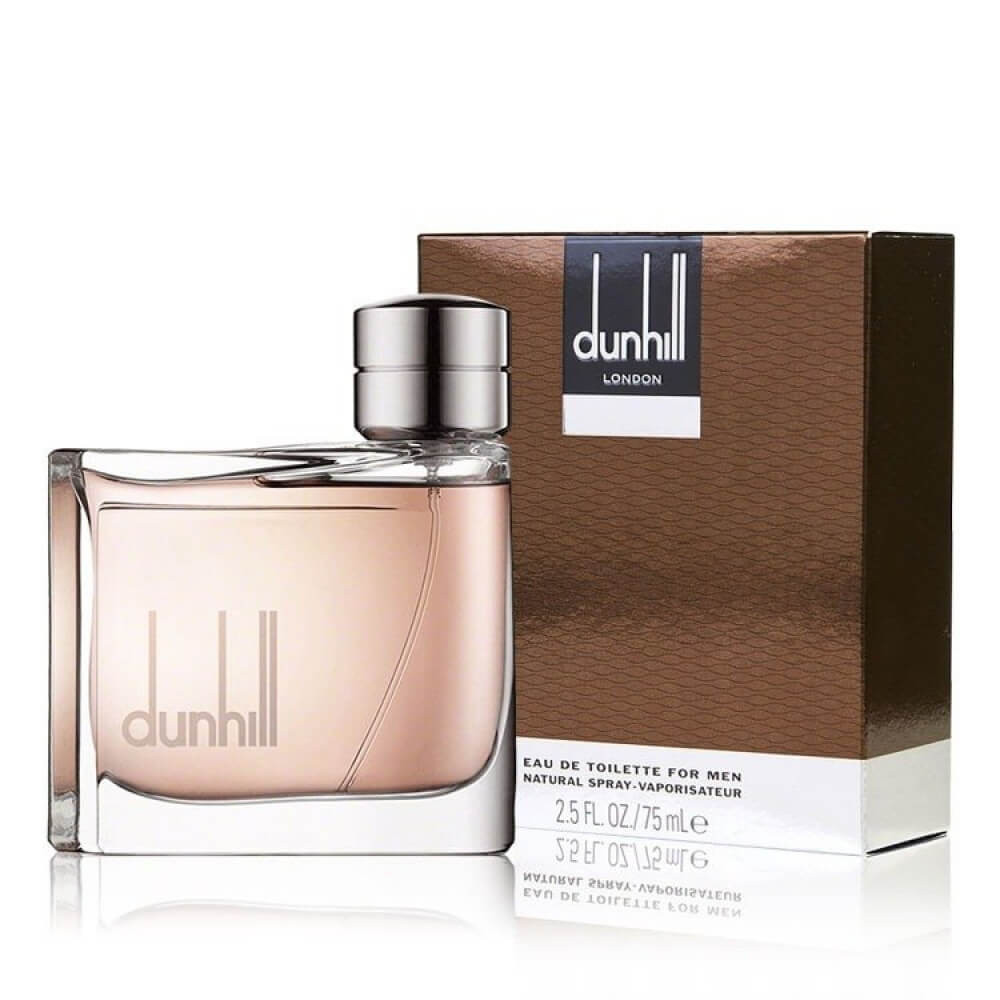 dunhill
LONDON
dunhill
EAU DE TOILETTE FOR MEN
NATURAL SPRAY-VAPORISATEUR
2.5 FL. OZ./75 mL e